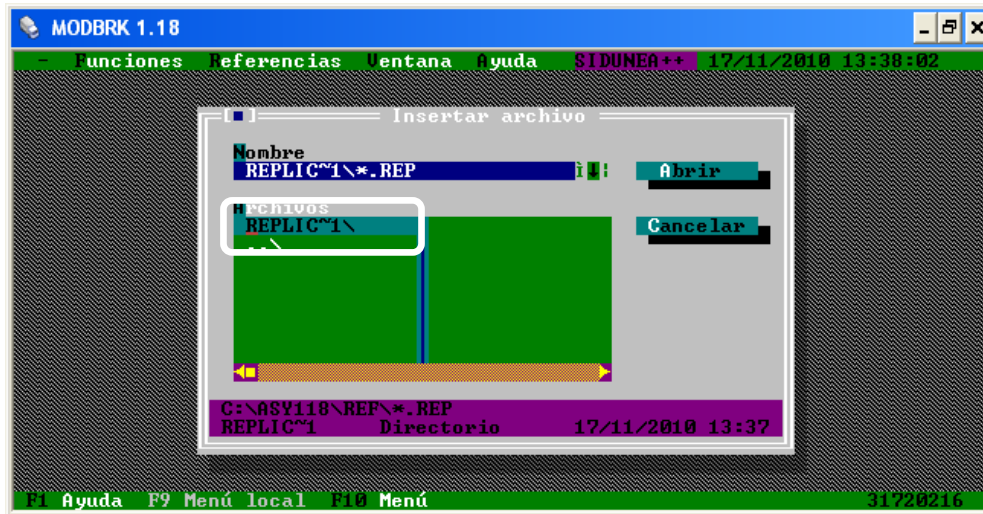 MODBRK 1.18
- Funciones Referencias Ventana Ayuda SIDUNEA++ 17/11/2010 13:38:02
Insertar archivo
Nombre
REPLIC~1\*.REP
Abrir
Archivos
REPLIC~1\
..\
Cancelar
C:\ASY118\REF\*.REP
REPLIC~1 Directorio 17/11/2010 13:37
F1 Ayuda F9 Menú local F10 Menú 31720216